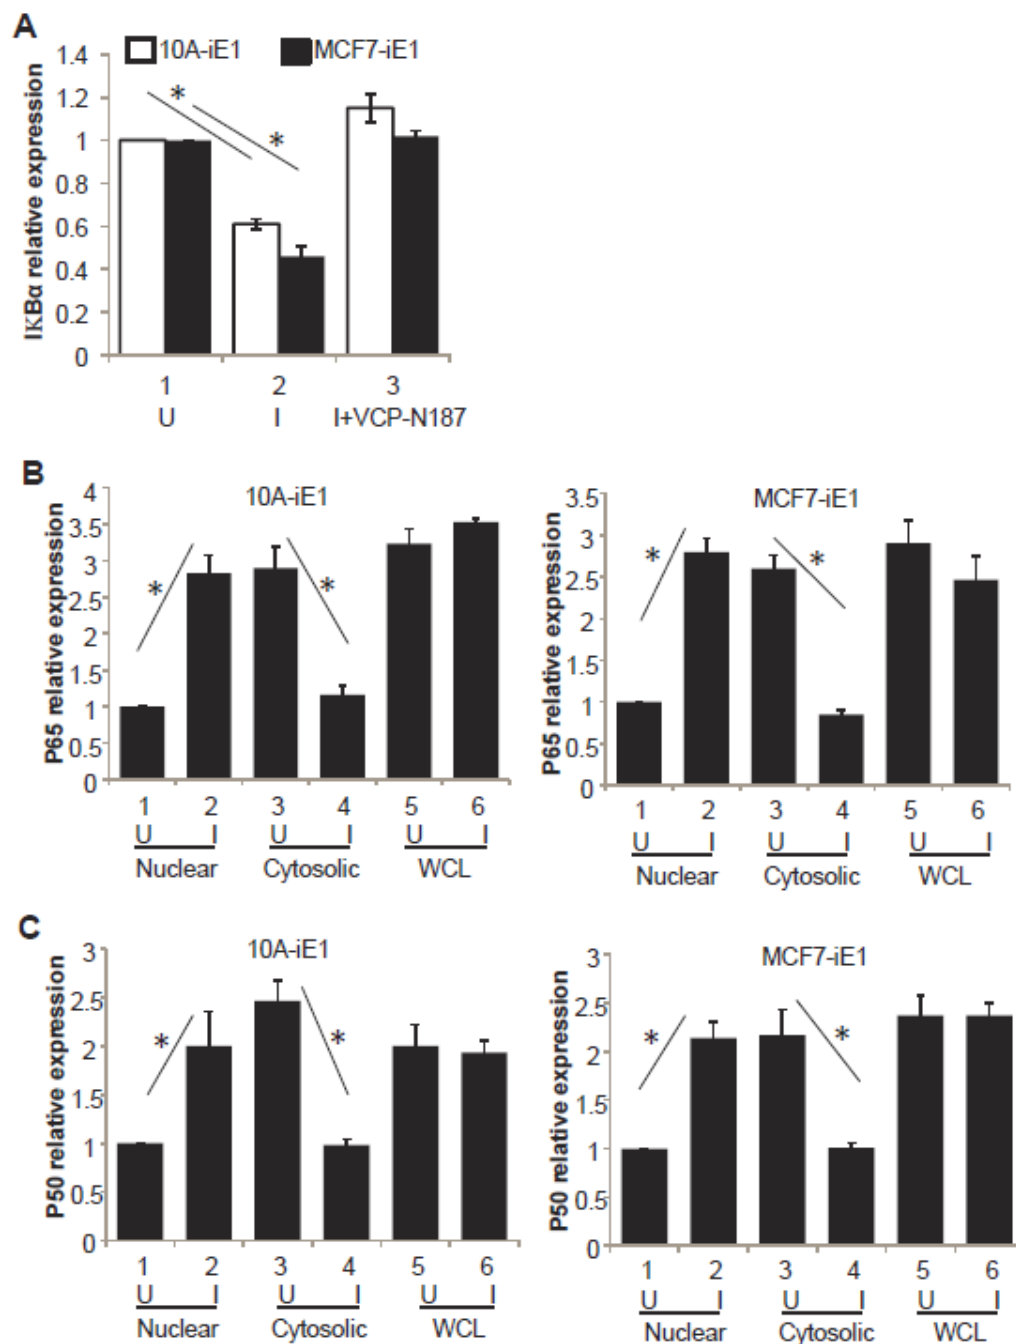 A
10A-iE1 MCF7-iE1
IKBα relative expression
1.4
1.2
1
0.8
0.6
0.4
0.2
0
*
*
1 2 3
U I I+VCP-N187
B
10A-iE1
P65 relative expression
4
3.5
3
2.5
2
1.5
1
0.5
0
*
*
1 2 3 4 5 6
U I U I U I
Nuclear Cytosolic WCL
MCF7-iE1
P65 relative expression
3.5
3
2.5
2
1.5
1
0.5
0
*
*
1 2 3 4 5 6
U I U I U I
Nuclear Cytosolic WCL
C
10A-iE1
P50 relative expression
3
2.5
2
1.5
1
0.5
0
*
*
1 2 3 4 5 6
U I U I U I
Nuclear Cytosolic WCL
MCF7-iE1
P50 relative expression
3
2.5
2
1.5
1
0.5
0
*
*
1 2 3 4 5 6
U I U I U I
Nuclear Cytosolic WCL